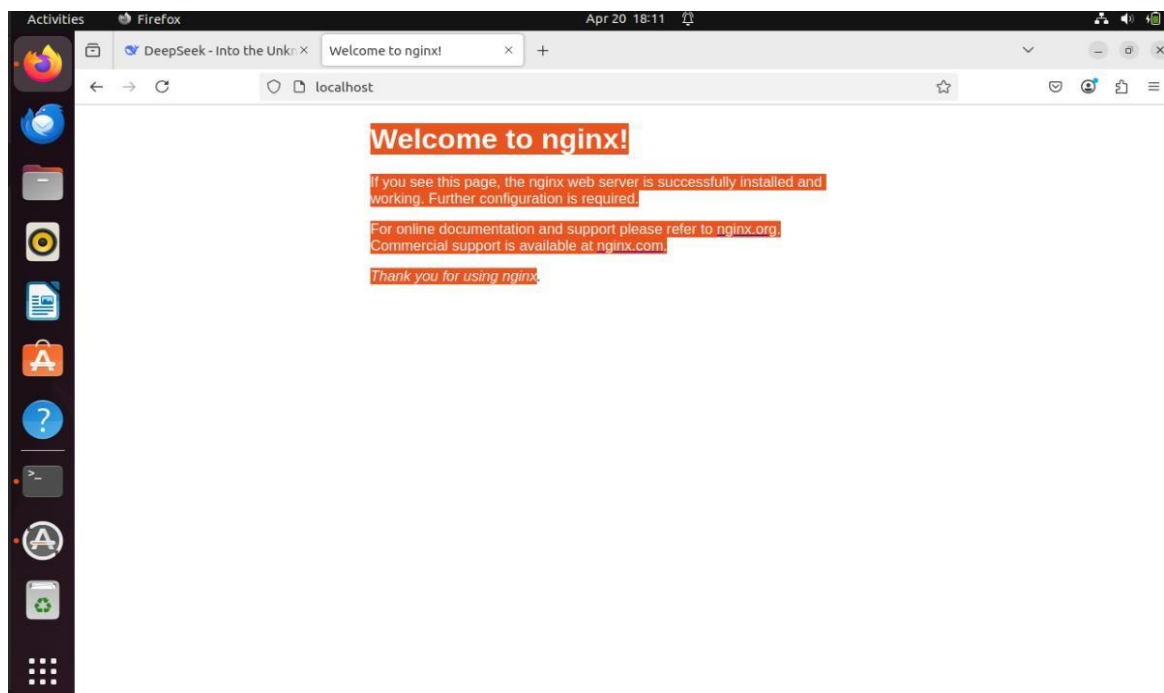 Activities Firefox Apr 20 18:11
DeepSeek - Into the Unkn Welcome to nginx!
localhost
Welcome to nginx!
If you see this page, the nginx web server is successfully installed and
working. Further configuration is required.
For online documentation and support please refer to nginx.org.
Commercial support is available at nginx.com.
Thank you for using nginx.